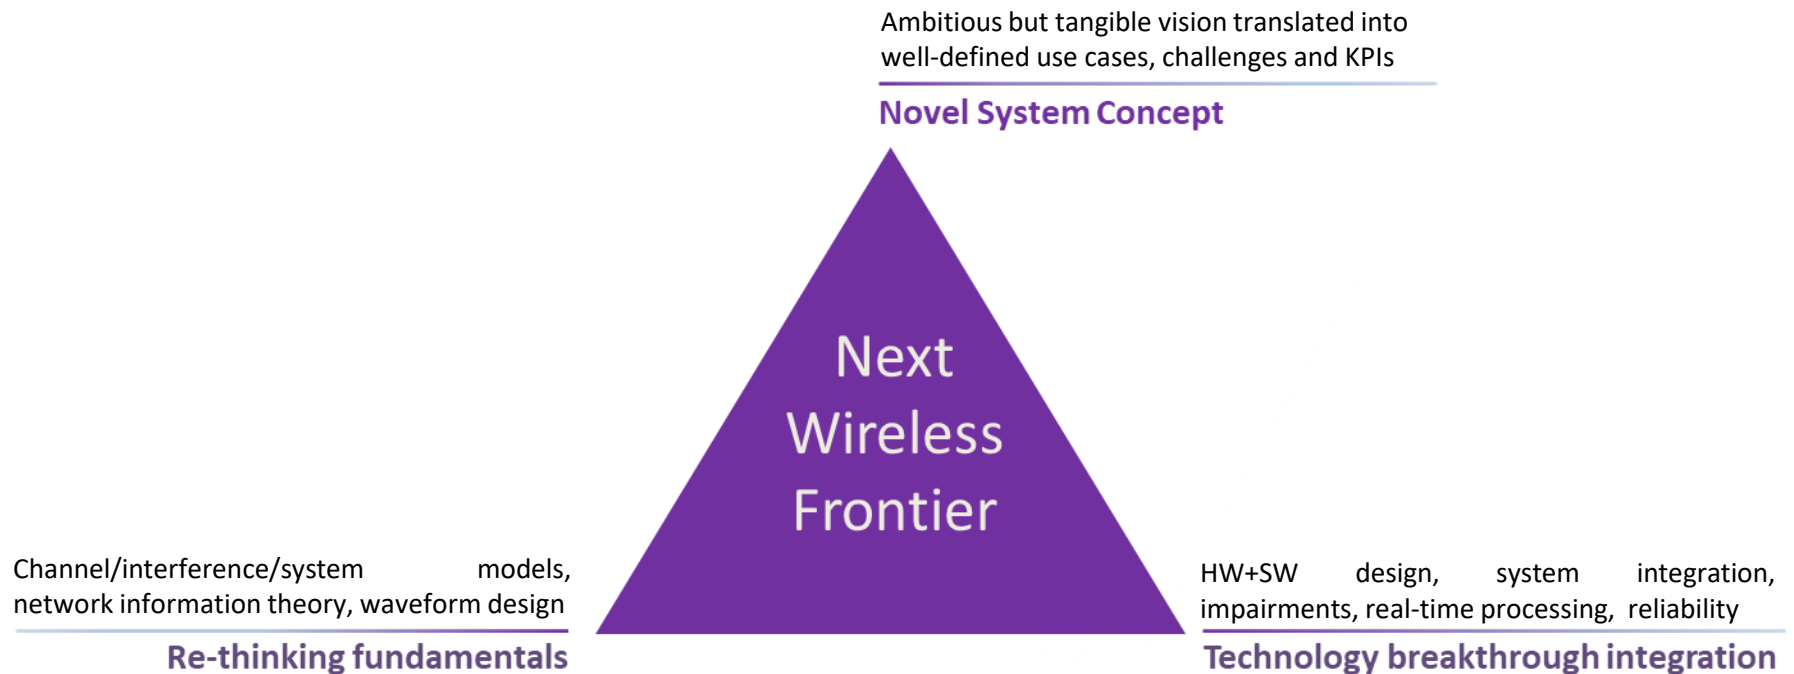 Ambitious but tangible vision translated into
well-defined use cases, challenges and KPIs
Novel System Concept
Next
Wireless
Frontier
Channel/interference/system models,
network information theory, waveform design
Re-thinking fundamentals
HW+SW design, system integration,
impairments, real-time processing, reliability
Technology breakthrough integration